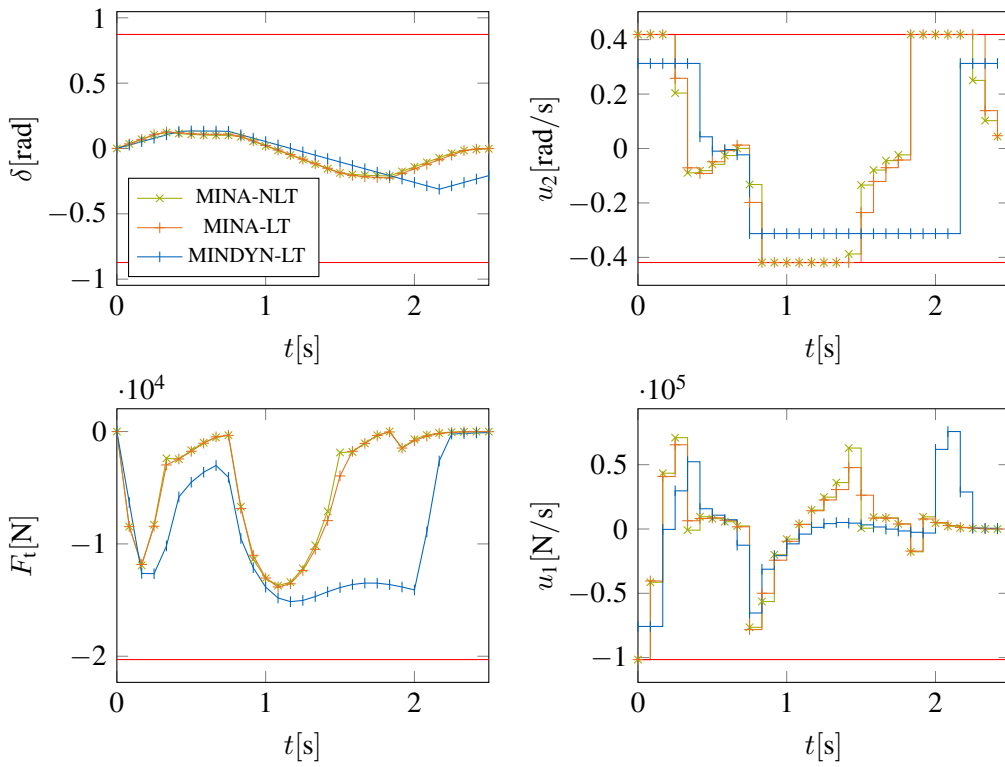 1
0.5
0
−0.5
−1
δ[rad]
MINA-NLT
MINA-LT
MINDYN-LT
0 1 2
t[s]
0.4
0.2
0
−0.2
−0.4
u2[rad/s]
0 1 2
t[s]
·10^4
0
−1
−2
Ft[N]
0 1 2
t[s]
·10^5
0.5
0
−0.5
−1
u1[N/s]
0 1 2
t[s]